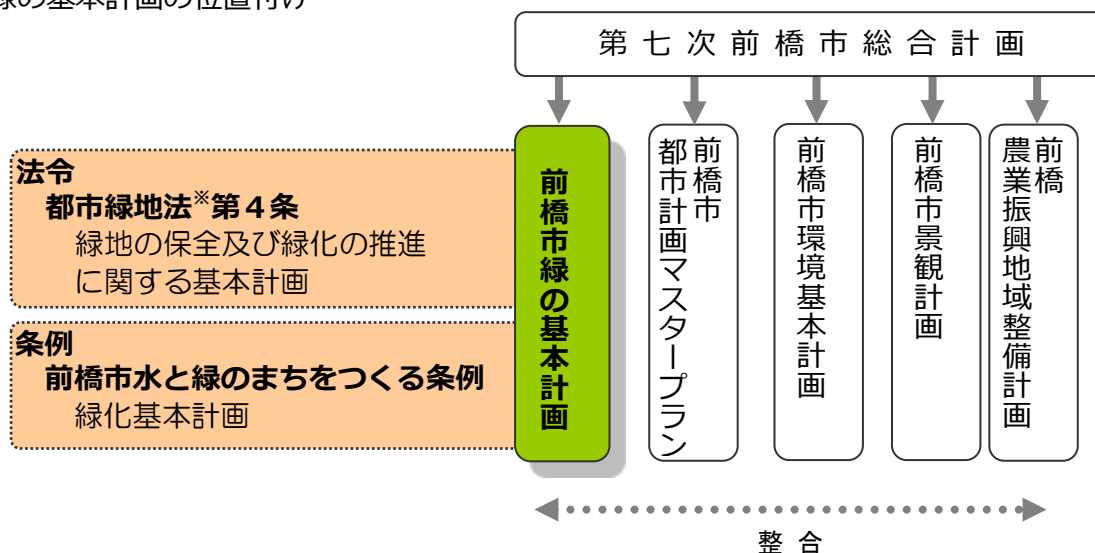 緑の基本計画の位置付け
第七次前橋市総合計画
法令
都市緑地法※第４条
緑地の保全及び緑化の推進
に関する基本計画
条例
前橋市水と緑のまちをつくる条例
緑化基本計画
前橋市緑の基本計画
前橋市
都市計画マスタープラン
前橋市環境基本計画
前橋市景観計画
前橋
農業振興地域整備計画
整合